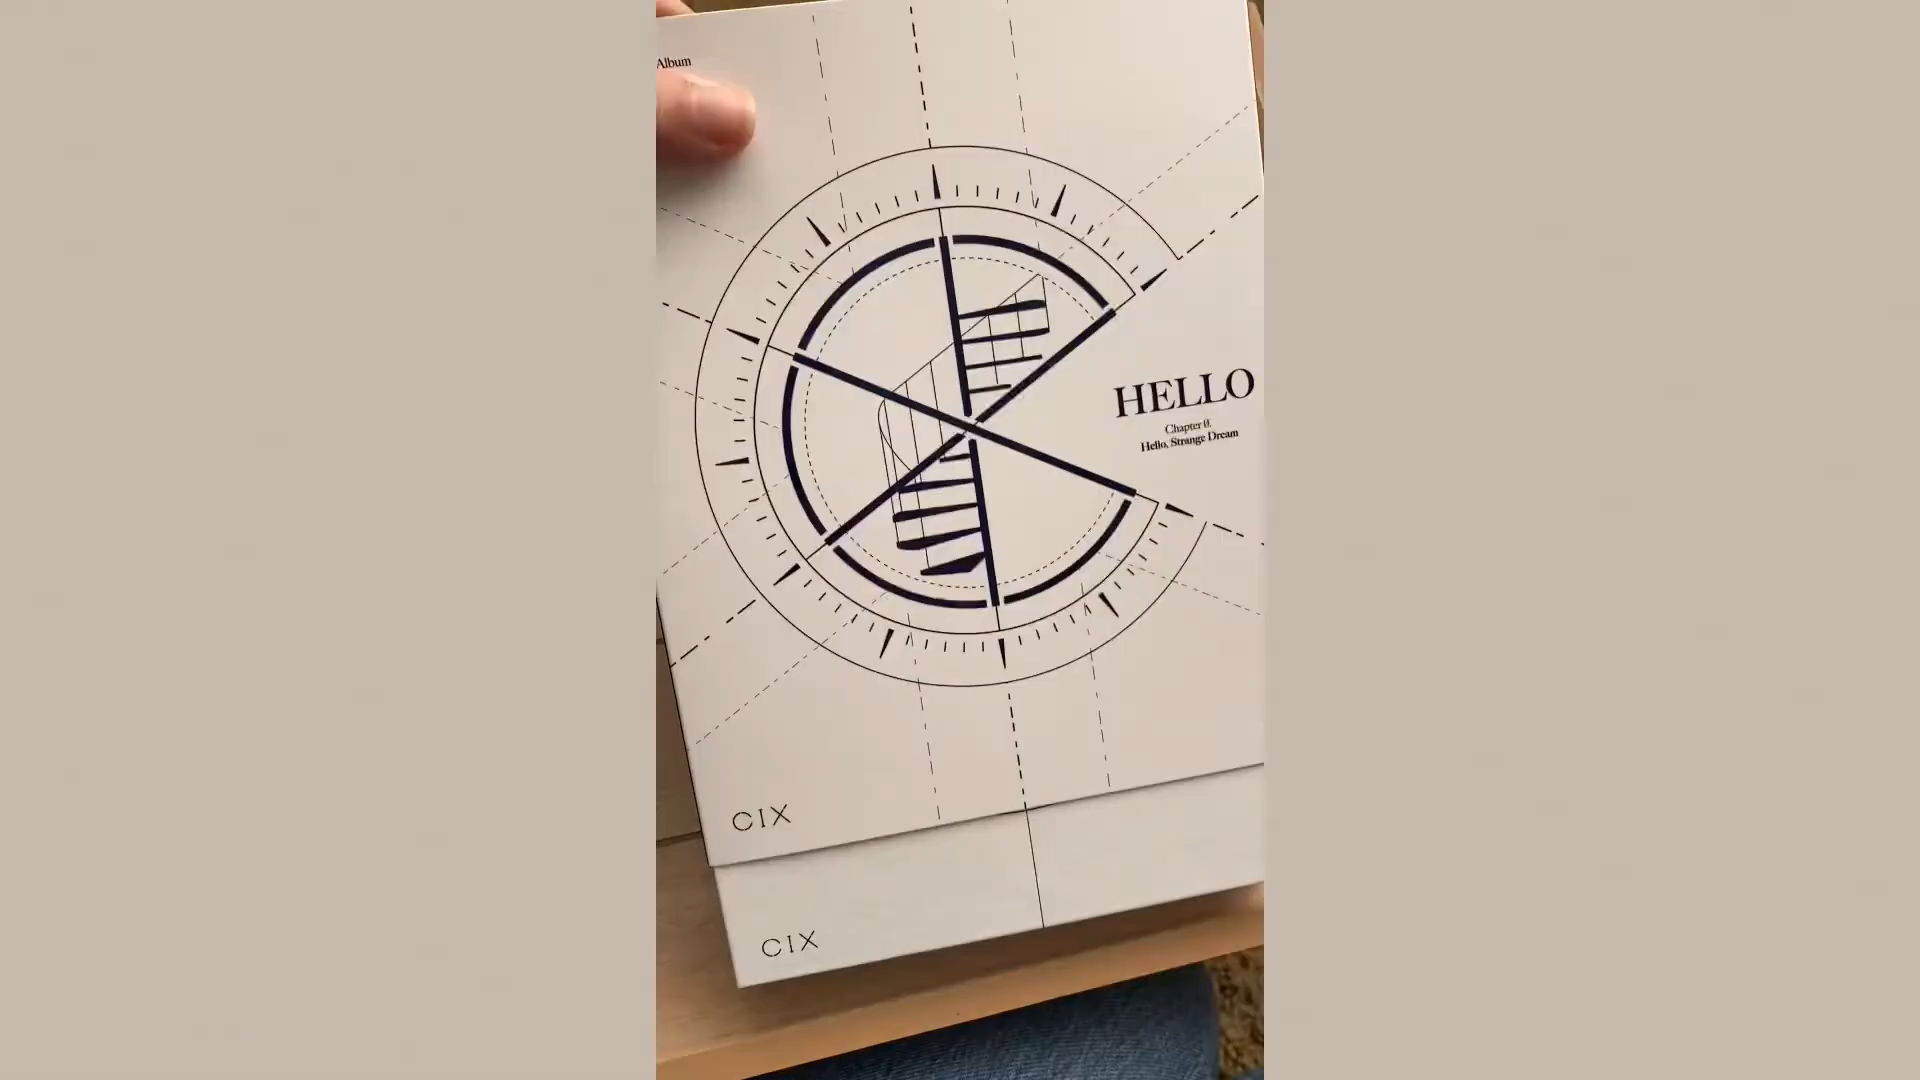 Album
HELLO
Chapter Ø.
Hello, Strange Dream
CIX
CIX